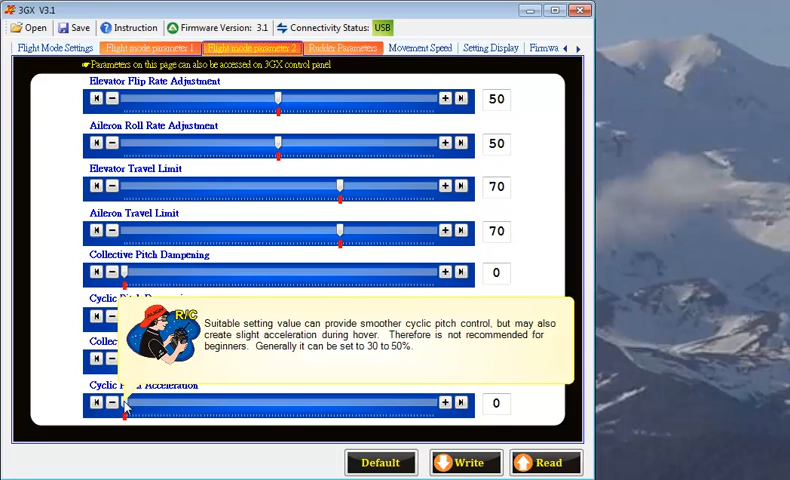 3GX V3.1
Open Save Instruction Firmware Version: 3.1 Connectivity Status: USB
Flight Mode Settings Flight mode parameter 1 Flight mode parameter 2 Rudder Parameters Movement Speed Setting Display Firmwa
Parameters on this page can also be accessed on 3GX control panel
Elevator Flip Rate Adjustment
50
Aileron Roll Rate Adjustment
50
Elevator Travel Limit
70
Aileron Travel Limit
70
Collective Pitch Dampening
0
Cyclic
R/C
Suitable setting value can provide smoother cyclic pitch control, but may also
create slight acceleration during hover. Therefore is not recommended for
beginners. Generally it can be set to 30 to 50%.
Collec
Cyclic Pitch Acceleration
0
Default Write Read